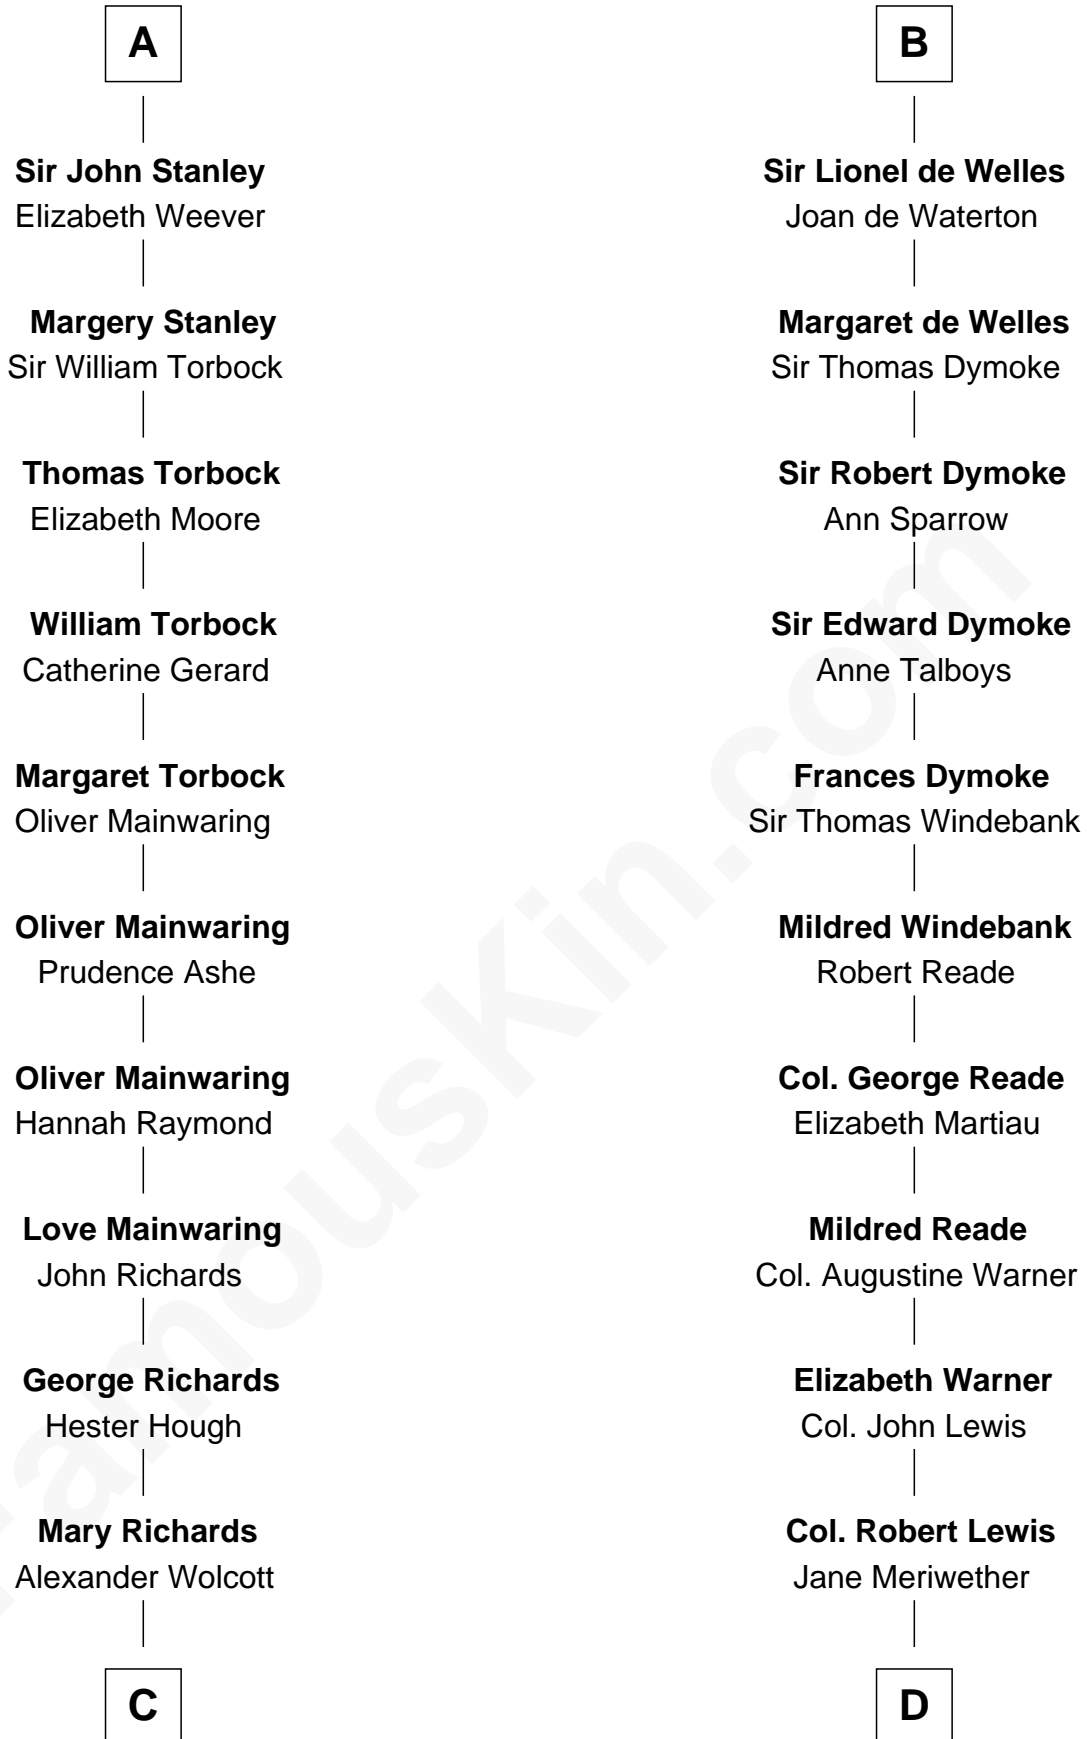 A
Sir John Stanley
Elizabeth Weever
Margery Stanley
Sir William Torbock
Thomas Torbock
Elizabeth Moore
William Torbock
Catherine Gerard
Margaret Torbock
Oliver Mainwaring
Oliver Mainwaring
Prudence Ashe
Oliver Mainwaring
Hannah Raymond
Love Mainwaring
John Richards
George Richards
Hester Hough
Mary Richards
Alexander Wolcott
C
B
Sir Lionel de Welles
Joan de Waterton
Margaret de Welles
Sir Thomas Dymoke
Sir Robert Dymoke
Ann Sparrow
Sir Edward Dymoke
Anne Talboys
Frances Dymoke
Sir Thomas Windebank
Mildred Windebank
Robert Reade
Col. George Reade
Elizabeth Martiau
Mildred Reade
Col. Augustine Warner
Elizabeth Warner
Col. John Lewis
Col. Robert Lewis
Jane Meriwether
D
FamousKin.com